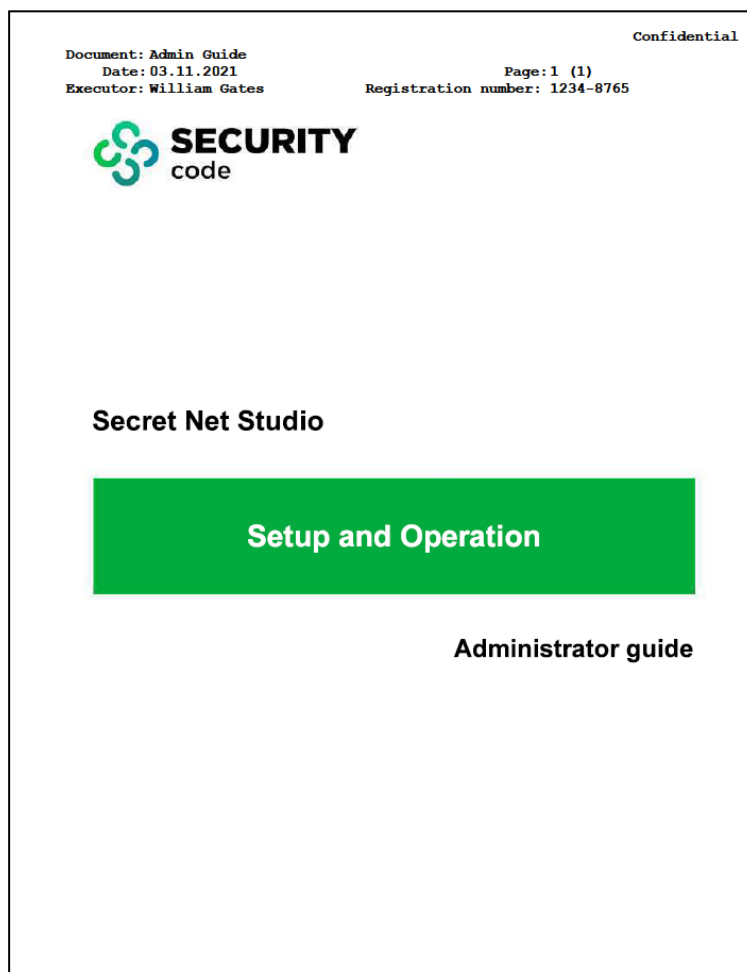 Confidential
Document: Admin Guide
Date: 03.11.2021 Page: 1 (1)
Executor: William Gates Registration number: 1234-8765
SECURITY
code
Secret Net Studio
Setup and Operation
Administrator guide